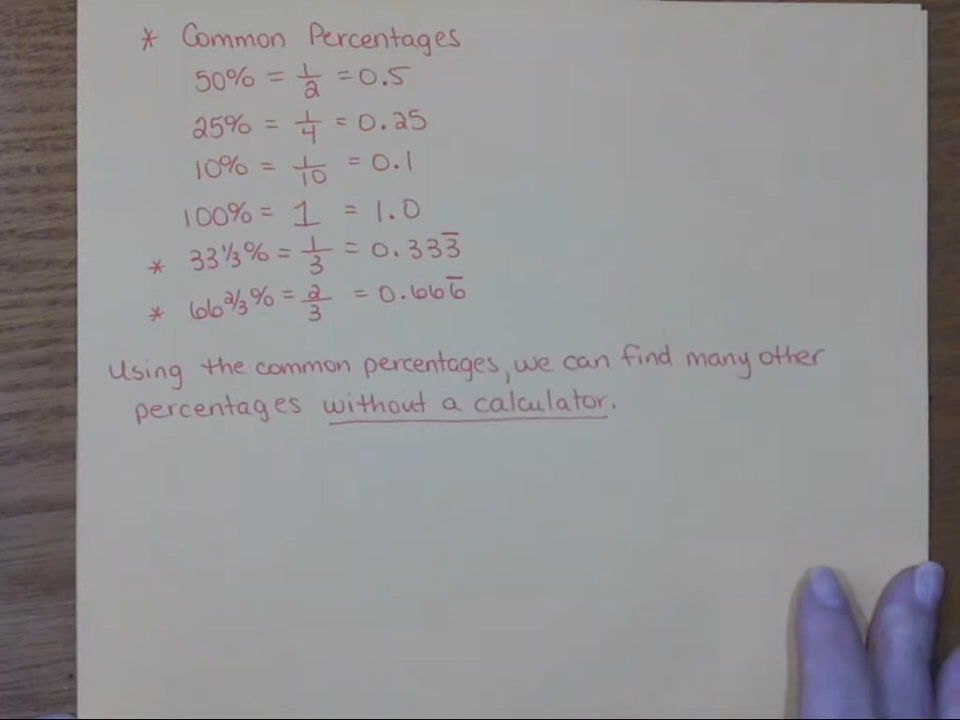 * Common Percentages
50% = 1/2 = 0.5
25% = 1/4 = 0.25
10% = 1/10 = 0.1
100% = 1 = 1.0
* 33 1/3% = 1/3 = 0.333̅
* 66 2/3% = 2/3 = 0.666̅
Using the common percentages, we can find many other
percentages without a calculator.